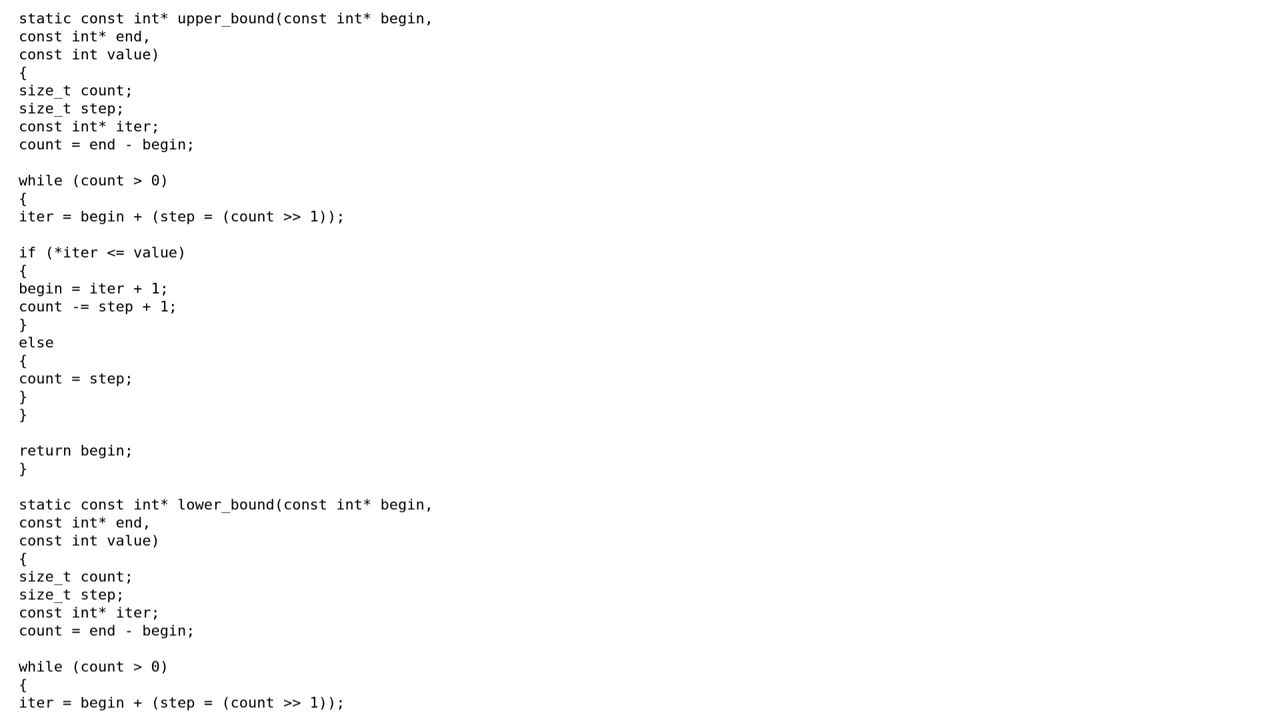 static const int* upper_bound(const int* begin,
const int* end,
const int value)
{
size_t count;
size_t step;
const int* iter;
count = end - begin;

while (count > 0)
{
iter = begin + (step = (count >> 1));

if (*iter <= value)
{
begin = iter + 1;
count -= step + 1;
}
else
{
count = step;
}
}

return begin;
}

static const int* lower_bound(const int* begin,
const int* end,
const int value)
{
size_t count;
size_t step;
const int* iter;
count = end - begin;

while (count > 0)
{
iter = begin + (step = (count >> 1));